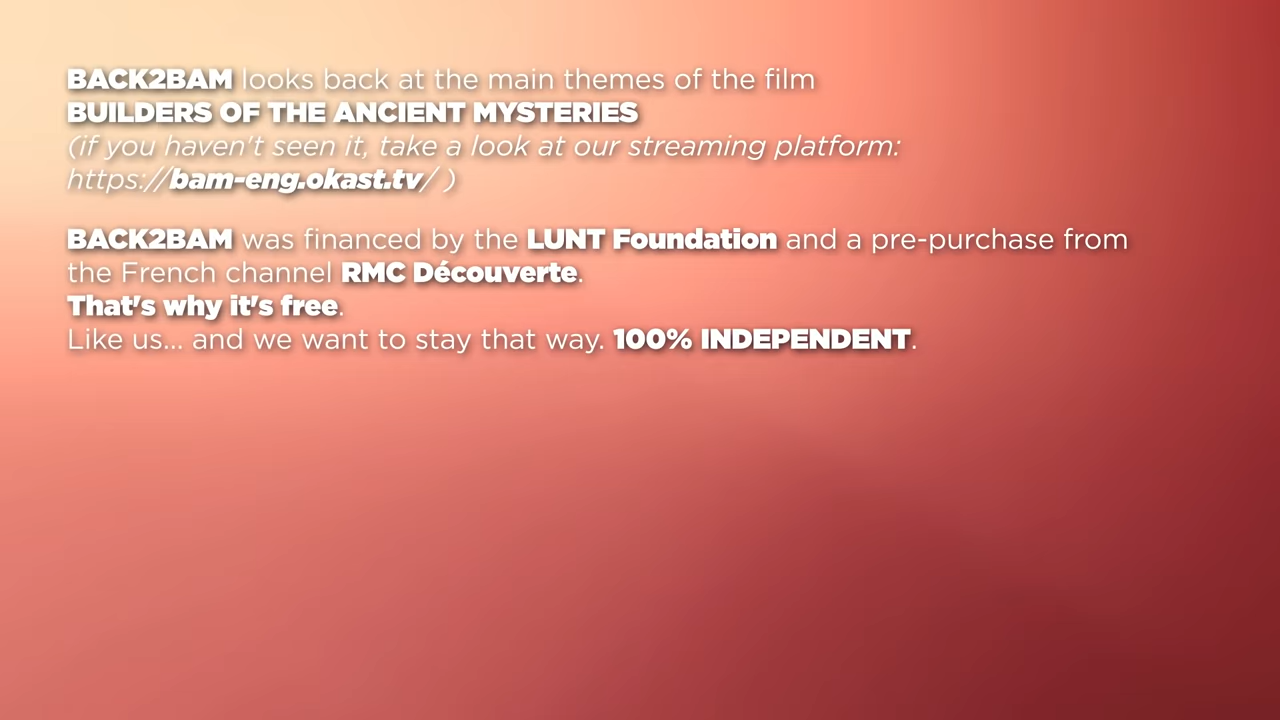 BACK2BAM looks back at the main themes of the film
BUILDERS OF THE ANCIENT MYSTERIES
(if you haven't seen it, take a look at our streaming platform:
https://bam-eng.okast.tv/ )
BACK2BAM was financed by the LUNT Foundation and a pre-purchase from
the French channel RMC Découverte.
That's why it's free.
Like us... and we want to stay that way. 100% INDEPENDENT.